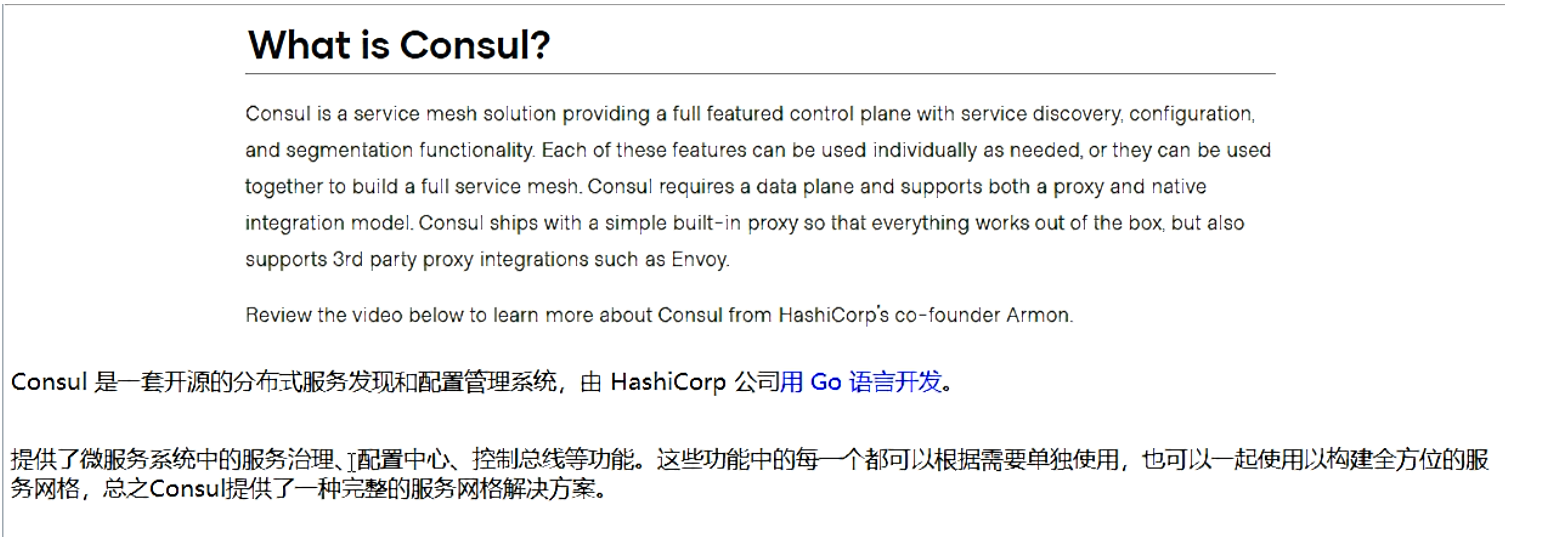 What is Consul?
Consul is a service mesh solution providing a full featured control plane with service discovery, configuration,
and segmentation functionality. Each of these features can be used individually as needed, or they can be used
together to build a full service mesh. Consul requires a data plane and supports both a proxy and native
integration model. Consul ships with a simple built-in proxy so that everything works out of the box, but also
supports 3rd party proxy integrations such as Envoy.
Review the video below to learn more about Consul from HashiCorp's co-founder Armon.
Consul 是一套开源的分布式服务发现和配置管理系统，由 HashiCorp 公司用 Go 语言开发。
提供了微服务系统中的服务治理、配置中心、控制总线等功能。这些功能中的每一个都可以根据需要单独使用，也可以一起使用以构建全方位的服
务网格，总之Consul提供了一种完整的服务网格解决方案。